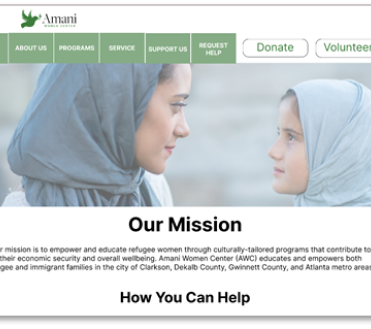 Amani
WOMEN CENTER
ABOUT US
PROGRAMS
SERVICE
SUPPORT US
REQUEST
HELP
Donate
Volunteer
Our Mission
r mission is to empower and educate refugee women through culturally-tailored programs that contribute to
their economic security and overall wellbeing. Amani Women Center (AWC) educates and empowers both
gee and immigrant families in the city of Clarkson, Dekalb County, Gwinnett County, and Atlanta metro areas
How You Can Help